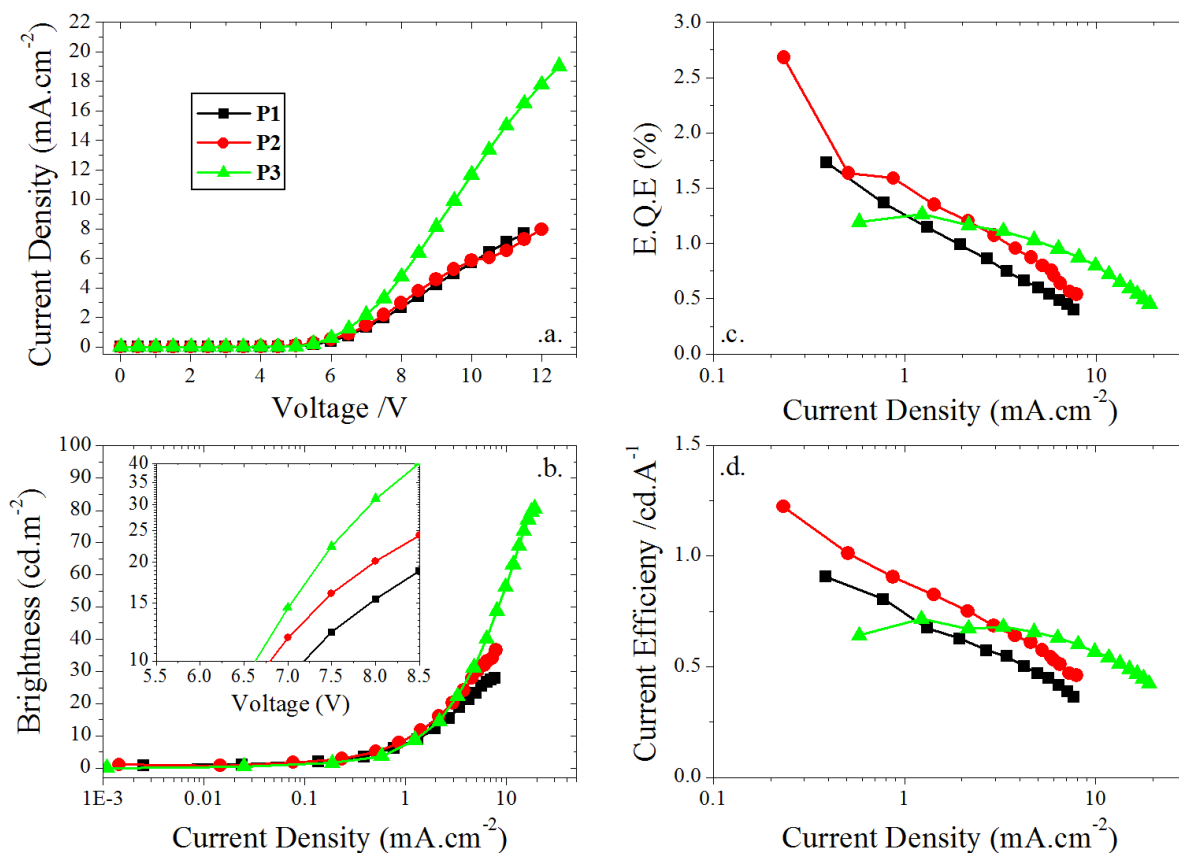 Current Density (mA.cm-2)
22
20
18
16
14
12
10
8
6
4
2
0
P1
P2
P3
.a.
0 2 4 6 8 10 12
Voltage /V
E.Q.E (%)
3.0
2.5
2.0
1.5
1.0
0.5
0.0
.c.
0.1 1 10
Current Density (mA.cm-2)
Brightness (cd.m-2)
100
90
80
70
60
50
40
30
20
10
0
40
35
30
25
20
15
10
5.5 6.0 6.5 7.0 7.5 8.0 8.5
Voltage (V)
.b.
1E-3 0.01 0.1 1 10
Current Density (mA.cm-2)
Current Efficieny /cd.A-1
1.5
1.0
0.5
0.0
.d.
0.1 1 10
Current Density (mA.cm-2)